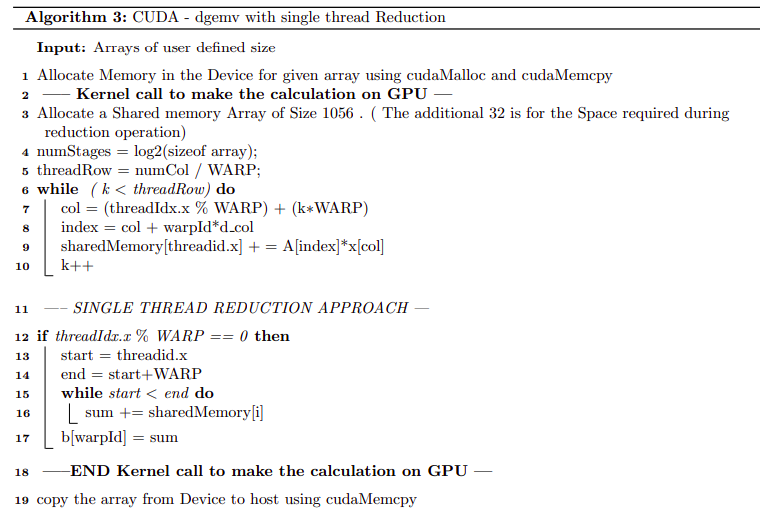 Algorithm 3: CUDA - dgemv with single thread Reduction
Input: Arrays of user defined size
1 Allocate Memory in the Device for given array using cudaMalloc and cudaMemcpy
2 —– Kernel call to make the calculation on GPU —
3 Allocate a Shared memory Array of Size 1056 . ( The additional 32 is for the Space required during
reduction operation)
4 numStages = log2(sizeof array);
5 threadRow = numCol / WARP;
6 while ( k < threadRow) do
7 col = (threadIdx.x % WARP) + (k*WARP)
8 index = col + warpId*d_col
9 sharedMemory[threadid.x] + = A[index]*x[col]
10 k++
11 —– SINGLE THREAD REDUCTION APPROACH —
12 if threadIdx.x % WARP == 0 then
13 start = threadid.x
14 end = start+WARP
15 while start < end do
16 sum += sharedMemory[i]
17 b[warpId] = sum
18 —–END Kernel call to make the calculation on GPU —
19 copy the array from Device to host using cudaMemcpy